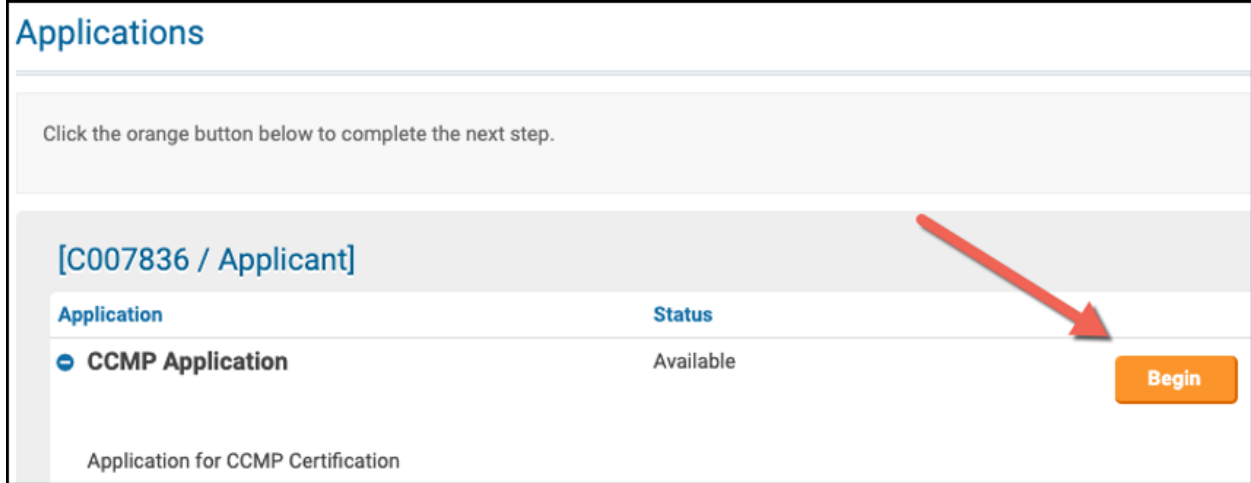 Applications
Click the orange button below to complete the next step.
[C007836 / Applicant]
Application Status
CCMP Application Available
Begin
Application for CCMP Certification